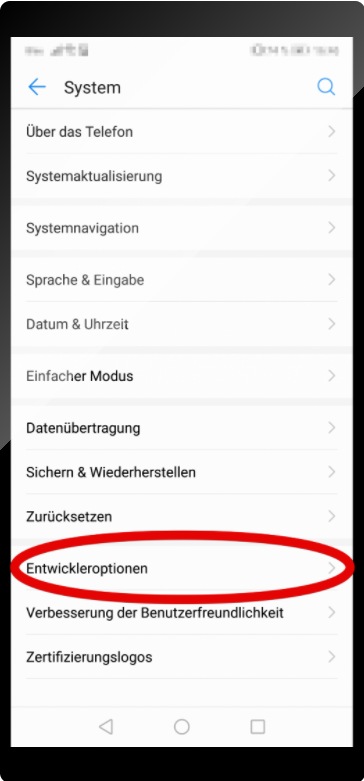 System
Über das Telefon
Systemaktualisierung
Systemnavigation
Sprache & Eingabe
Datum & Uhrzeit
Einfacher Modus
Datenübertragung
Sichern & Wiederherstellen
Zurücksetzen
Entwickleroptionen
Verbesserung der Benutzerfreundlichkeit
Zertifizierungslogos